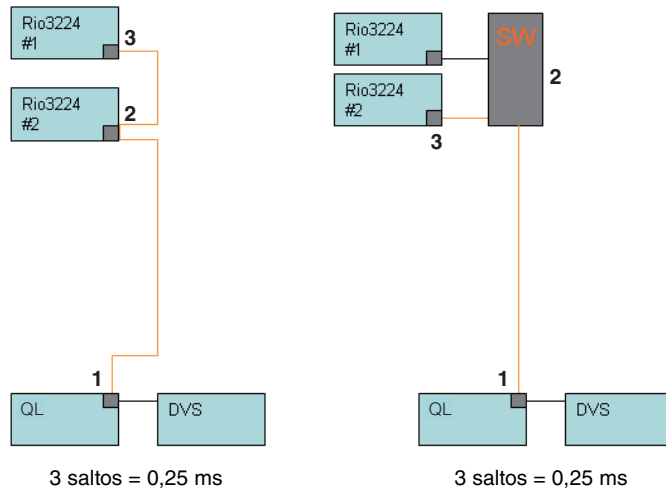 Rio3224
#1
3
Rio3224
#2
2
1
QL
DVS
3 saltos = 0,25 ms
Rio3224
#1
SW
2
Rio3224
#2
3
1
QL
DVS
3 saltos = 0,25 ms